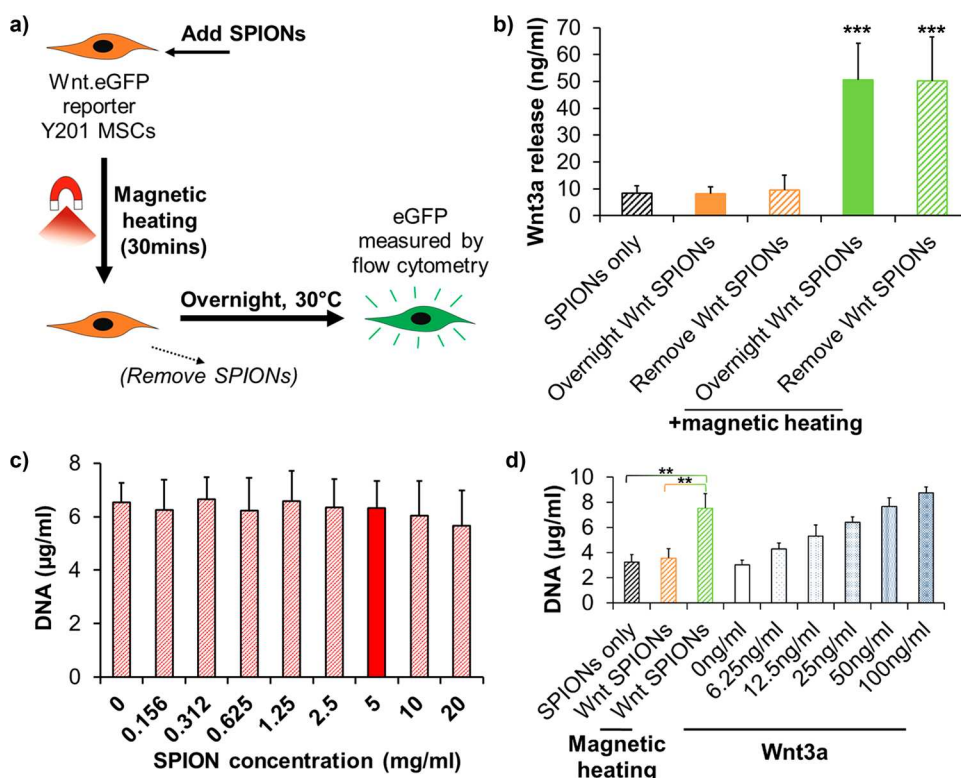 a)
Add SPIONs
Wnt.eGFP
reporter
Y201 MSCs
Magnetic
heating
(30mins)
eGFP
measured by
flow cytometry
Overnight, 30°C
(Remove SPIONs)
b)
Wnt3a release (ng/ml)
70
60
50
40
30
20
10
0
***
***
SPIONs only
Overnight Wnt SPIONs
Remove Wnt SPIONs
Overnight Wnt SPIONs
Remove Wnt SPIONs
+magnetic heating
c)
DNA (µg/ml)
8
6
4
2
0
0
0.156
0.312
0.625
1.25
2.5
5
10
20
SPION concentration (mg/ml)
d)
DNA (µg/ml)
10
8
6
4
2
0
**
**
SPIONs only
Wnt SPIONs
Wnt SPIONs
0ng/ml
6.25ng/ml
12.5ng/ml
25ng/ml
50ng/ml
100ng/ml
Magnetic
heating
Wnt3a